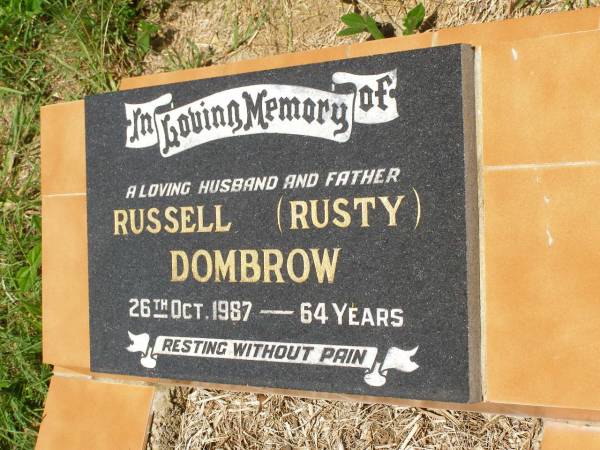 In Loving Memory of
A LOVING HUSBAND AND FATHER
RUSSELL (RUSTY)
DOMBROW
26TH OCT. 1987 — 64 YEARS
RESTING WITHOUT PAIN